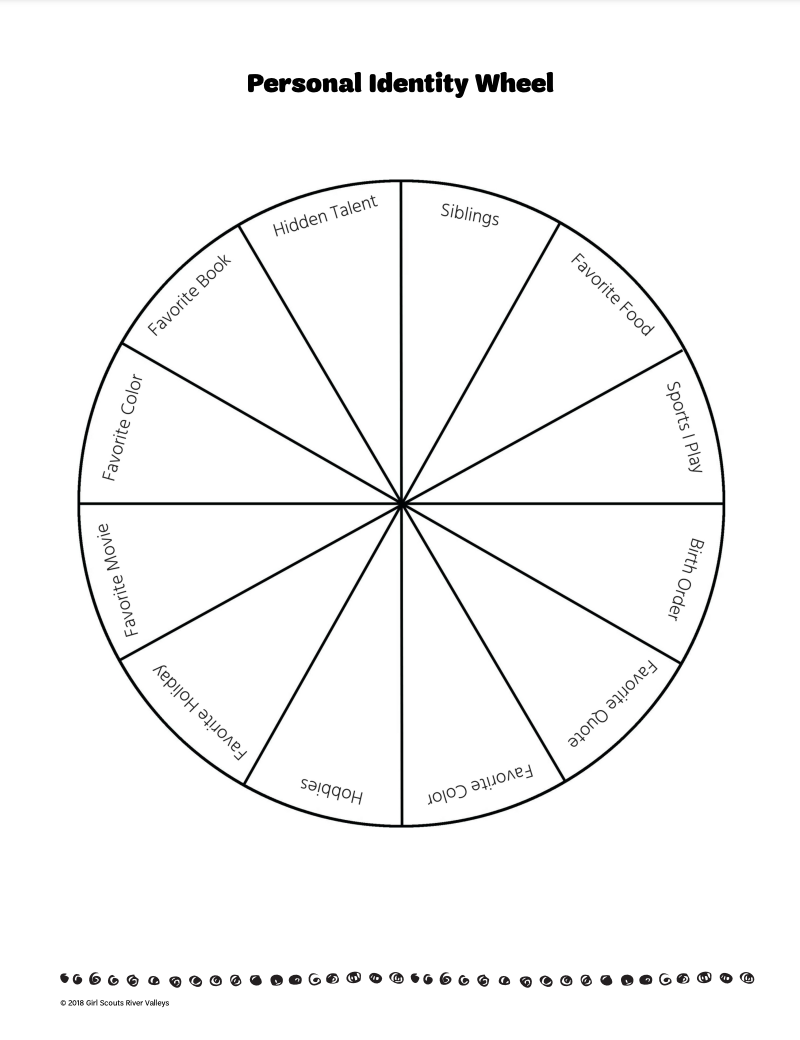 Personal Identity Wheel
Siblings
Favorite Food
Sports I Play
Birth Order
Favorite Quote
Favorite Color
Hobbies
Favorite Holiday
Favorite Movie
Favorite Color
Favorite Book
Hidden Talent
© 2018 Girl Scouts River Valleys